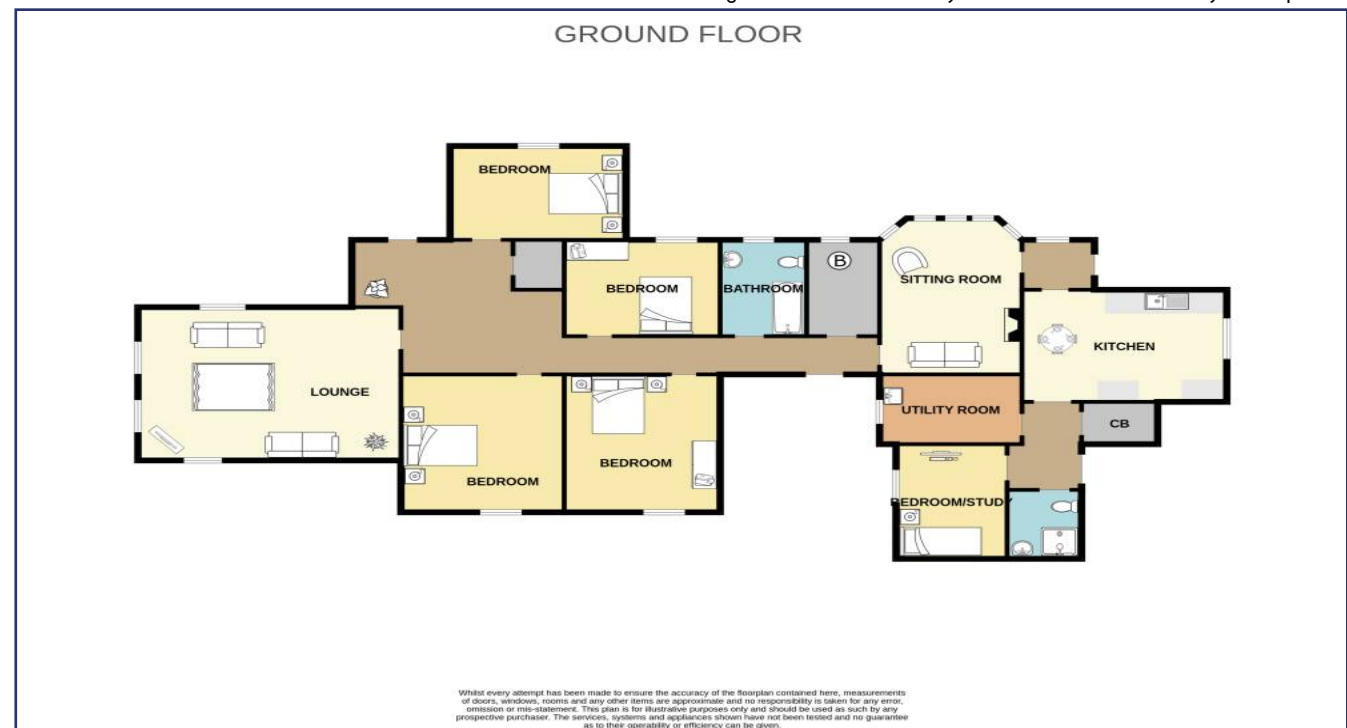 GROUND FLOOR
BEDROOM
BEDROOM
BATHROOM
B
SITTING ROOM
KITCHEN
LOUNGE
UTILITY ROOM
CB
BEDROOM
BEDROOM
BEDROOM/STUDY
Whilst every attempt has been made to ensure the accuracy of the floorplan contained here, measurements
of doors, windows, rooms and any other items are approximate and no responsibility is taken for any error,
omission or mis-statement. This plan is for illustrative purposes only and should be used as such by any
prospective purchaser. The services, systems and appliances shown have not been tested and no guarantee
as to their operability or efficiency can be given.